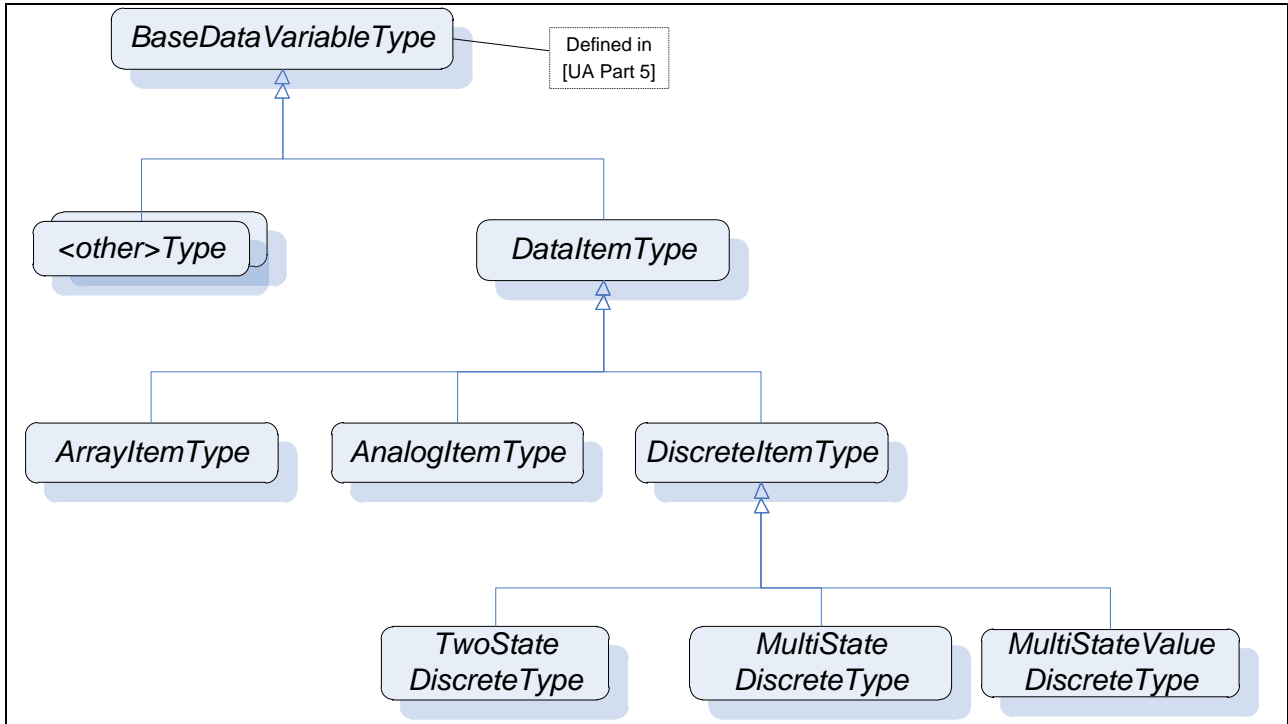 BaseDataVariableType
Defined in
[UA Part 5]
<other>Type
DataItemType
ArrayItemType
AnalogItemType
DiscreteItemType
TwoState
DiscreteType
MultiState
DiscreteType
MultiStateValue
DiscreteType